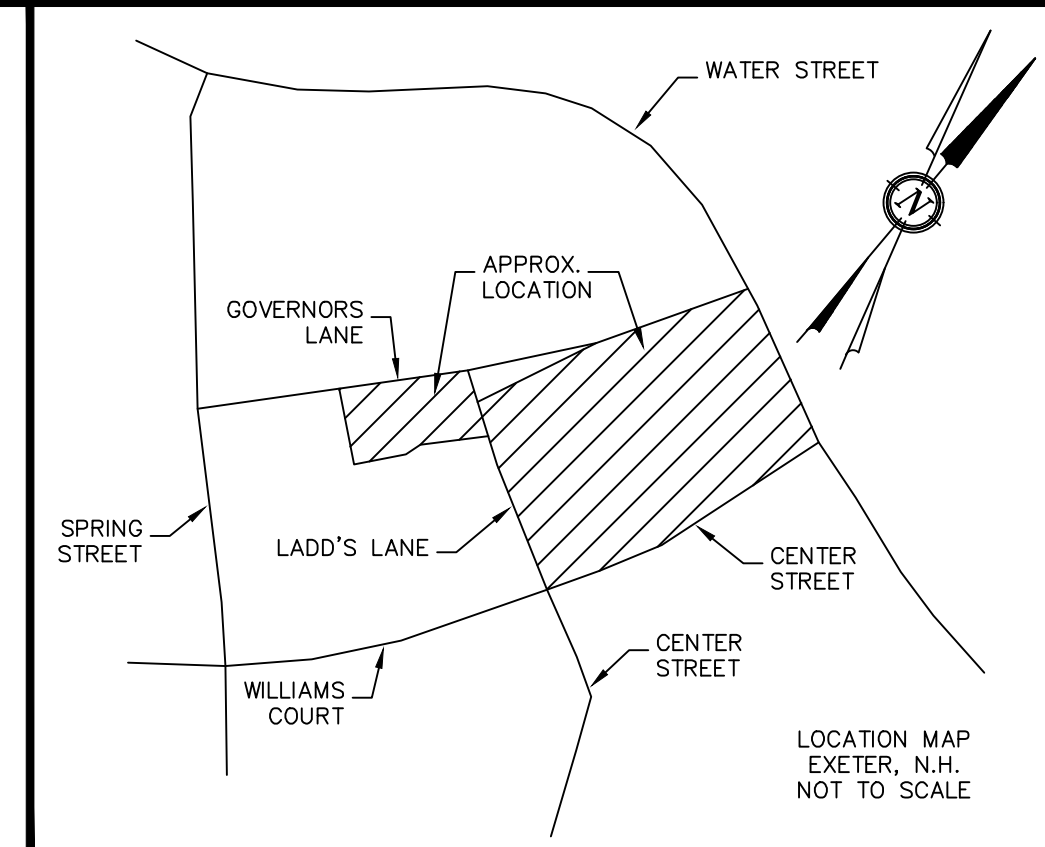 WATER STREET
N
APPROX.
LOCATION
GOVERNORS
LANE
SPRING
STREET
LADD'S LANE
CENTER
STREET
CENTER
STREET
WILLIAMS
COURT
LOCATION MAP
EXETER, N.H.
NOT TO SCALE